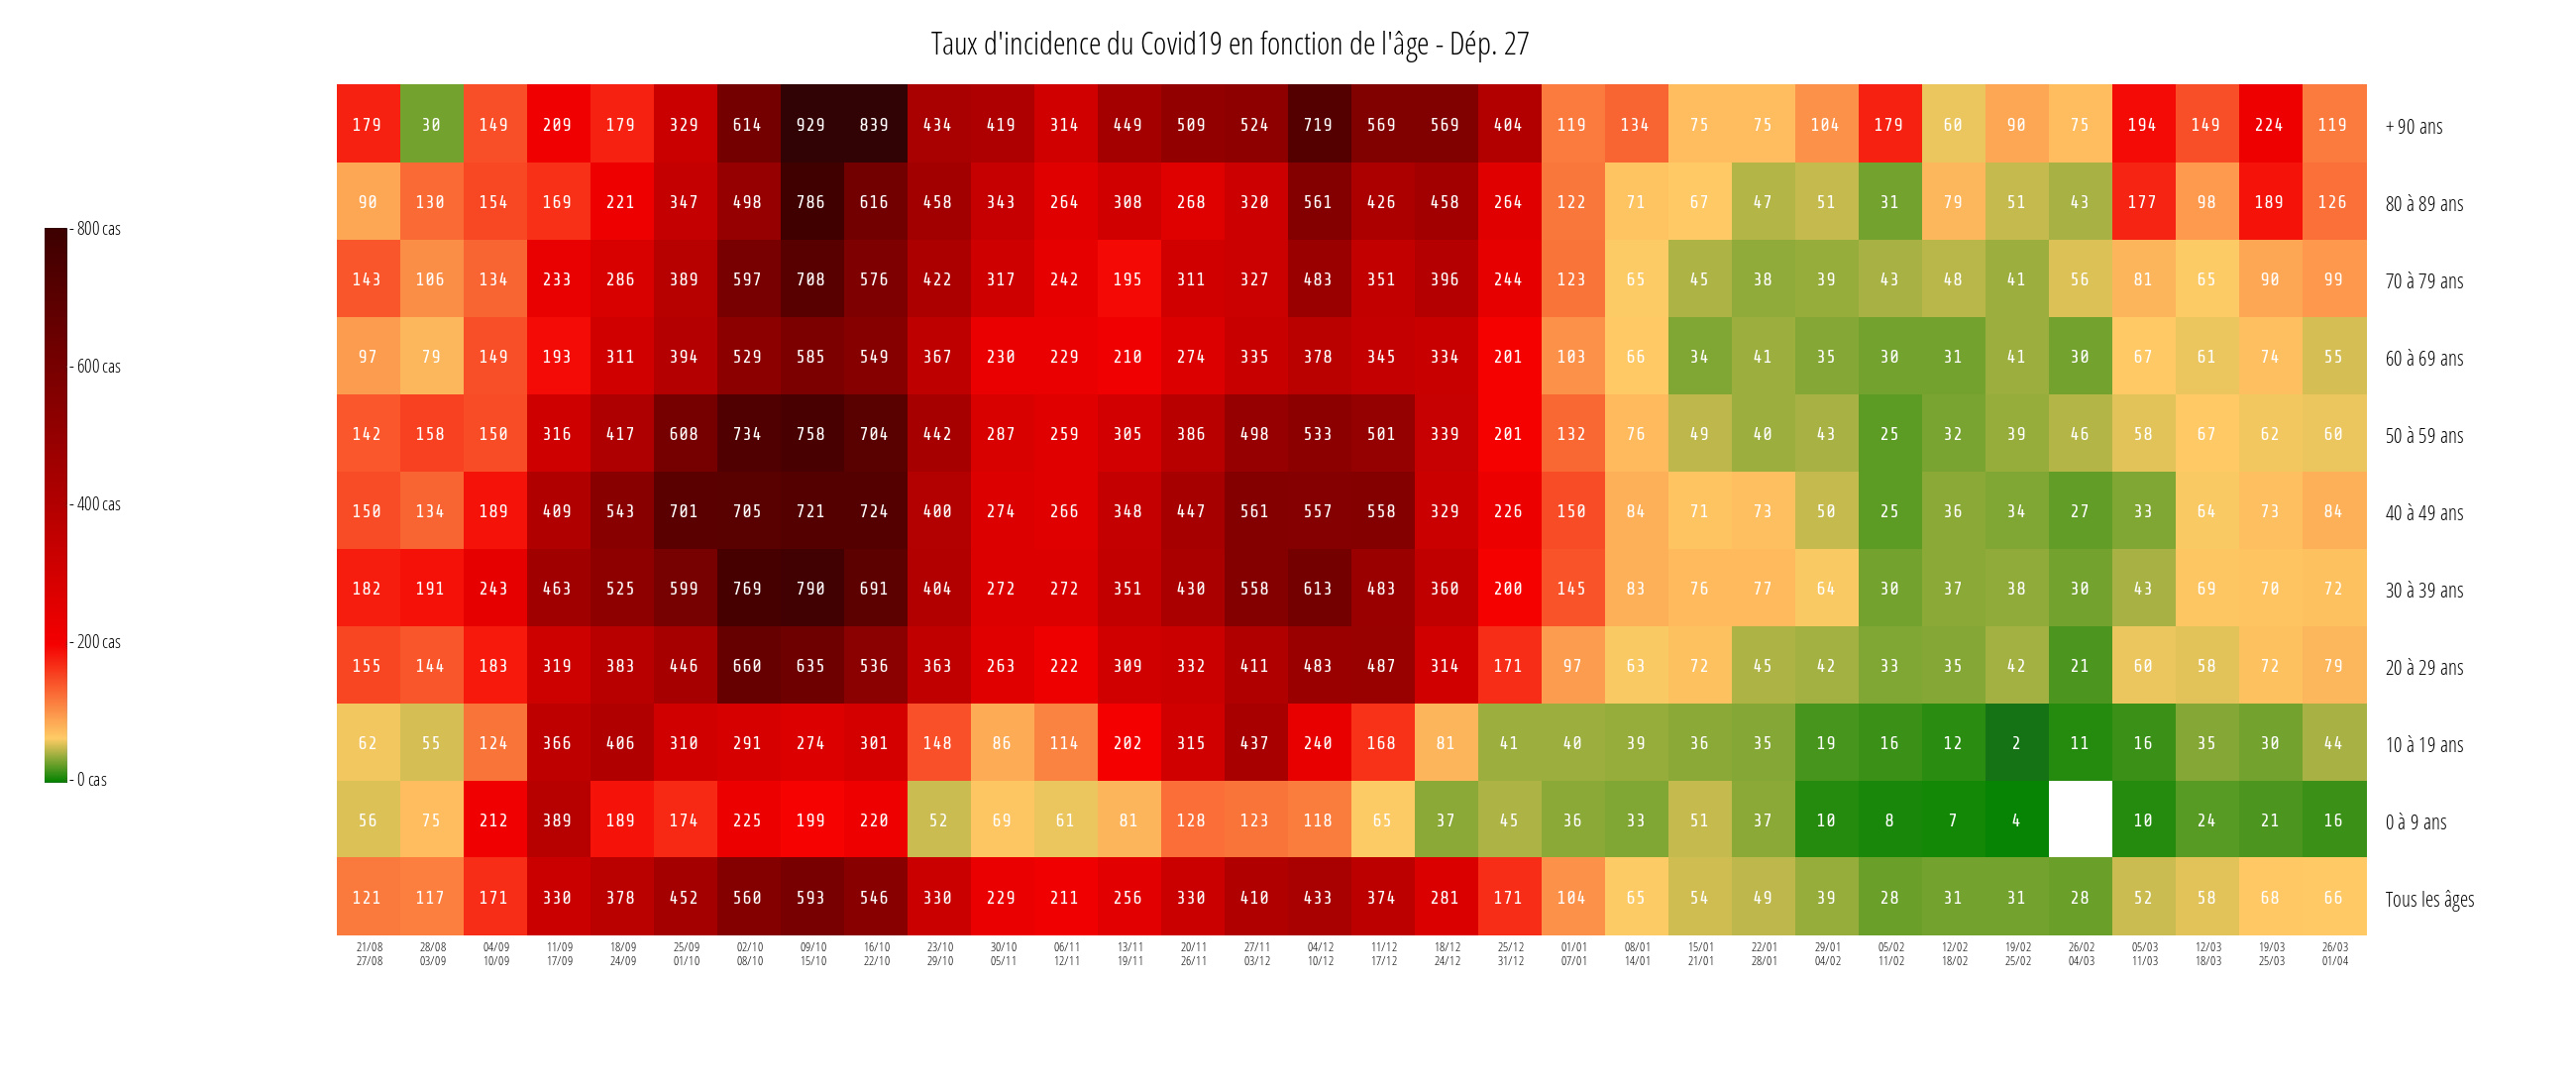 Taux d'incidence du Covid19 en fonction de l'âge - Dép. 27
179 30 149 209 179 329 614 929 839 434 419 314 449 509 524 719 569 569 404 119 134 75 75 104 179 60 90 75 194 149 224 119 + 90 ans
90 130 154 169 221 347 498 786 616 458 343 264 308 268 320 561 426 458 264 122 71 67 47 51 31 79 51 43 177 98 189 126 80 à 89 ans
- 800 cas
143 106 134 233 286 389 597 708 576 422 317 242 195 311 327 483 351 396 244 123 65 45 38 39 43 48 41 56 81 65 90 99 70 à 79 ans
97 79 149 193 311 394 529 585 549 367 230 229 210 274 335 378 345 334 201 103 66 34 41 35 30 31 41 30 67 61 74 55 60 à 69 ans
- 600 cas
142 158 150 316 417 608 734 758 704 442 287 259 305 386 498 533 501 339 201 132 76 49 40 43 25 32 39 46 58 67 62 60 50 à 59 ans
- 400 cas
150 134 189 409 543 701 705 721 724 400 274 266 348 447 561 557 558 329 226 150 84 71 73 50 25 36 34 27 33 64 73 84 40 à 49 ans
182 191 243 463 525 599 769 790 691 404 272 272 351 430 558 613 483 360 200 145 83 76 77 64 30 37 38 30 43 69 70 72 30 à 39 ans
- 200 cas
155 144 183 319 383 446 660 635 536 363 263 222 309 332 411 483 487 314 171 97 63 72 45 42 33 35 42 21 60 58 72 79 20 à 29 ans
62 55 124 366 406 310 291 274 301 148 86 114 202 315 437 240 168 81 41 40 39 36 35 19 16 12 2 11 16 35 30 44 10 à 19 ans
- 0 cas
56 75 212 389 189 174 225 199 220 52 69 61 81 128 123 118 65 37 45 36 33 51 37 10 8 7 4 10 24 21 16 0 à 9 ans
121 117 171 330 378 452 560 593 546 330 229 211 256 330 410 433 374 281 171 104 65 54 49 39 28 31 31 28 52 58 68 66 Tous les âges
21/08 28/08 04/09 11/09 18/09 25/09 02/10 09/10 16/10 23/10 30/10 06/11 13/11 20/11 27/11 04/12 11/12 18/12 25/12 01/01 08/01 15/01 22/01 29/01 05/02 12/02 19/02 26/02 05/03 12/03 19/03 26/03
27/08 03/09 10/09 17/09 24/09 01/10 08/10 15/10 22/10 29/10 05/11 12/11 19/11 26/11 03/12 10/12 17/12 24/12 31/12 07/01 14/01 21/01 28/01 04/02 11/02 18/02 25/02 04/03 11/03 18/03 25/03 01/04